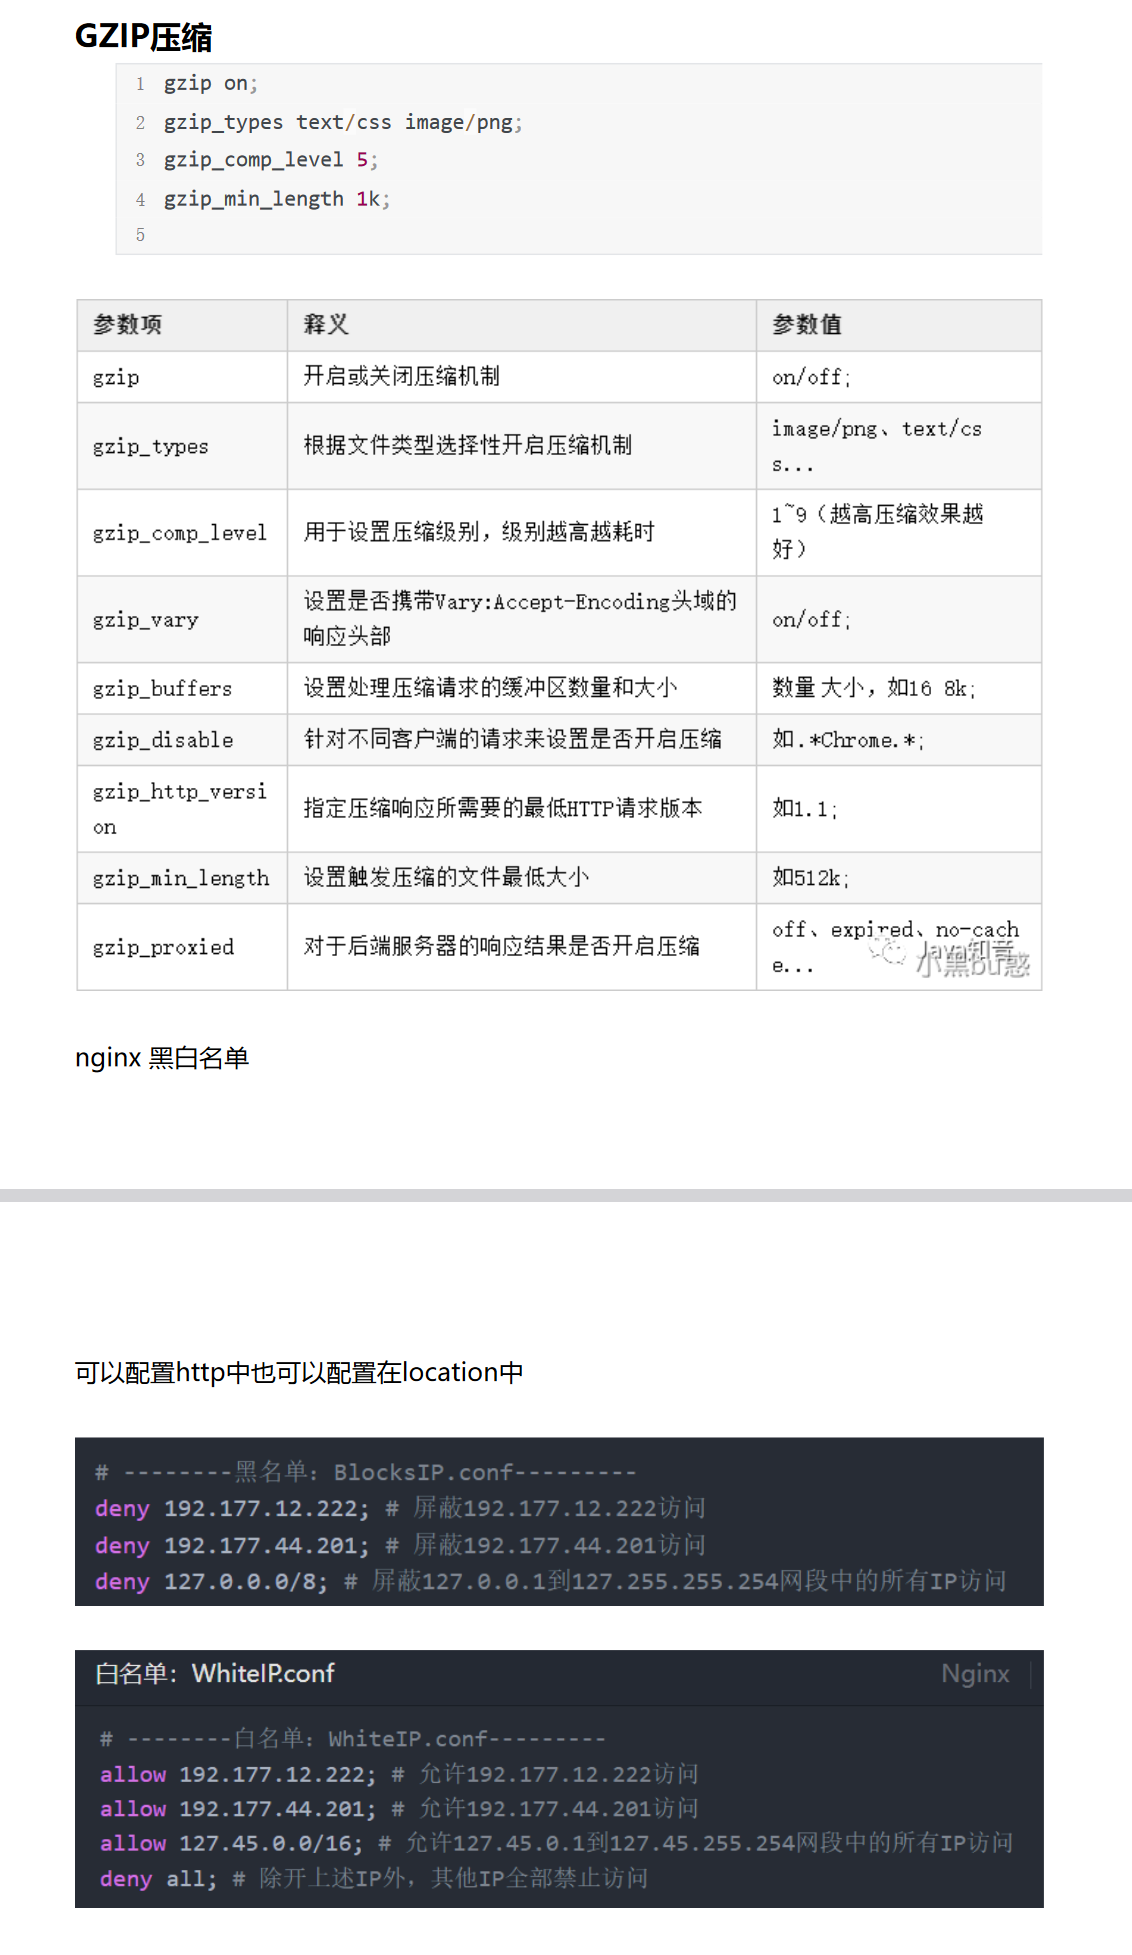 GZIP压缩
1 gzip on;
2 gzip_types text/css image/png;
3 gzip_comp_level 5;
4 gzip_min_length 1k;
5
参数项 释义 参数值
gzip 开启或关闭压缩机制 on/off;
gzip_types 根据文件类型选择性开启压缩机制 image/png、text/cs
s...
gzip_comp_level 用于设置压缩级别，级别越高越耗时 1~9（越高压缩效果越
好）
gzip_vary 设置是否携带Vary:Accept-Encoding头域的
响应头部 on/off;
gzip_buffers 设置处理压缩请求的缓冲区数量和大小 数量 大小，如16 8k;
gzip_disable 针对不同客户端的请求来设置是否开启压缩 如.*Chrome.*;
gzip_http_versi
on 指定压缩响应所需要的最低HTTP请求版本 如1.1;
gzip_min_length 设置触发压缩的文件最低大小 如512k;
gzip_proxied 对于后端服务器的响应结果是否开启压缩 off、expired、no-cach
e...
Java知音
小黑bu惑
nginx 黑白名单
可以配置http中也可以配置在location中
# --------黑名单：BlocksIP.conf---------
deny 192.177.12.222; # 屏蔽192.177.12.222访问
deny 192.177.44.201; # 屏蔽192.177.44.201访问
deny 127.0.0.0/8; # 屏蔽127.0.0.1到127.255.255.254网段中的所有IP访问
白名单：WhiteIP.conf Nginx
# --------白名单：WhiteIP.conf---------
allow 192.177.12.222; # 允许192.177.12.222访问
allow 192.177.44.201; # 允许192.177.44.201访问
allow 127.45.0.0/16; # 允许127.45.0.1到127.45.255.254网段中的所有IP访问
deny all; # 除开上述IP外，其他IP全部禁止访问